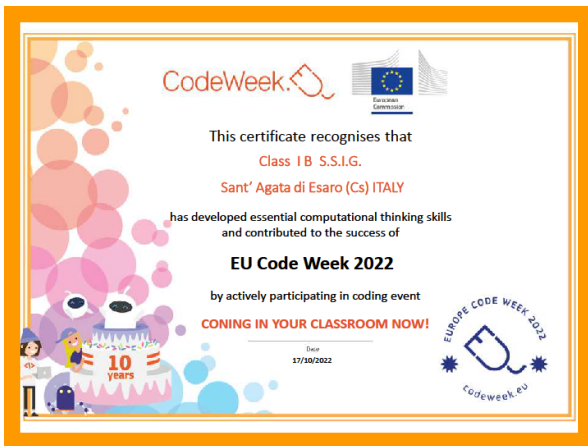 CodeWeek.
European
Commission
This certificate recognises that
Class I B S.S.I.G.
Sant' Agata di Esaro (Cs) ITALY
has developed essential computational thinking skills
and contributed to the success of
EU Code Week 2022
by actively participating in coding event
CONING IN YOUR CLASSROOM NOW!
Date
17/10/2022
10
years
</>
EUROPE CODE WEEK 2022
codeweek.eu